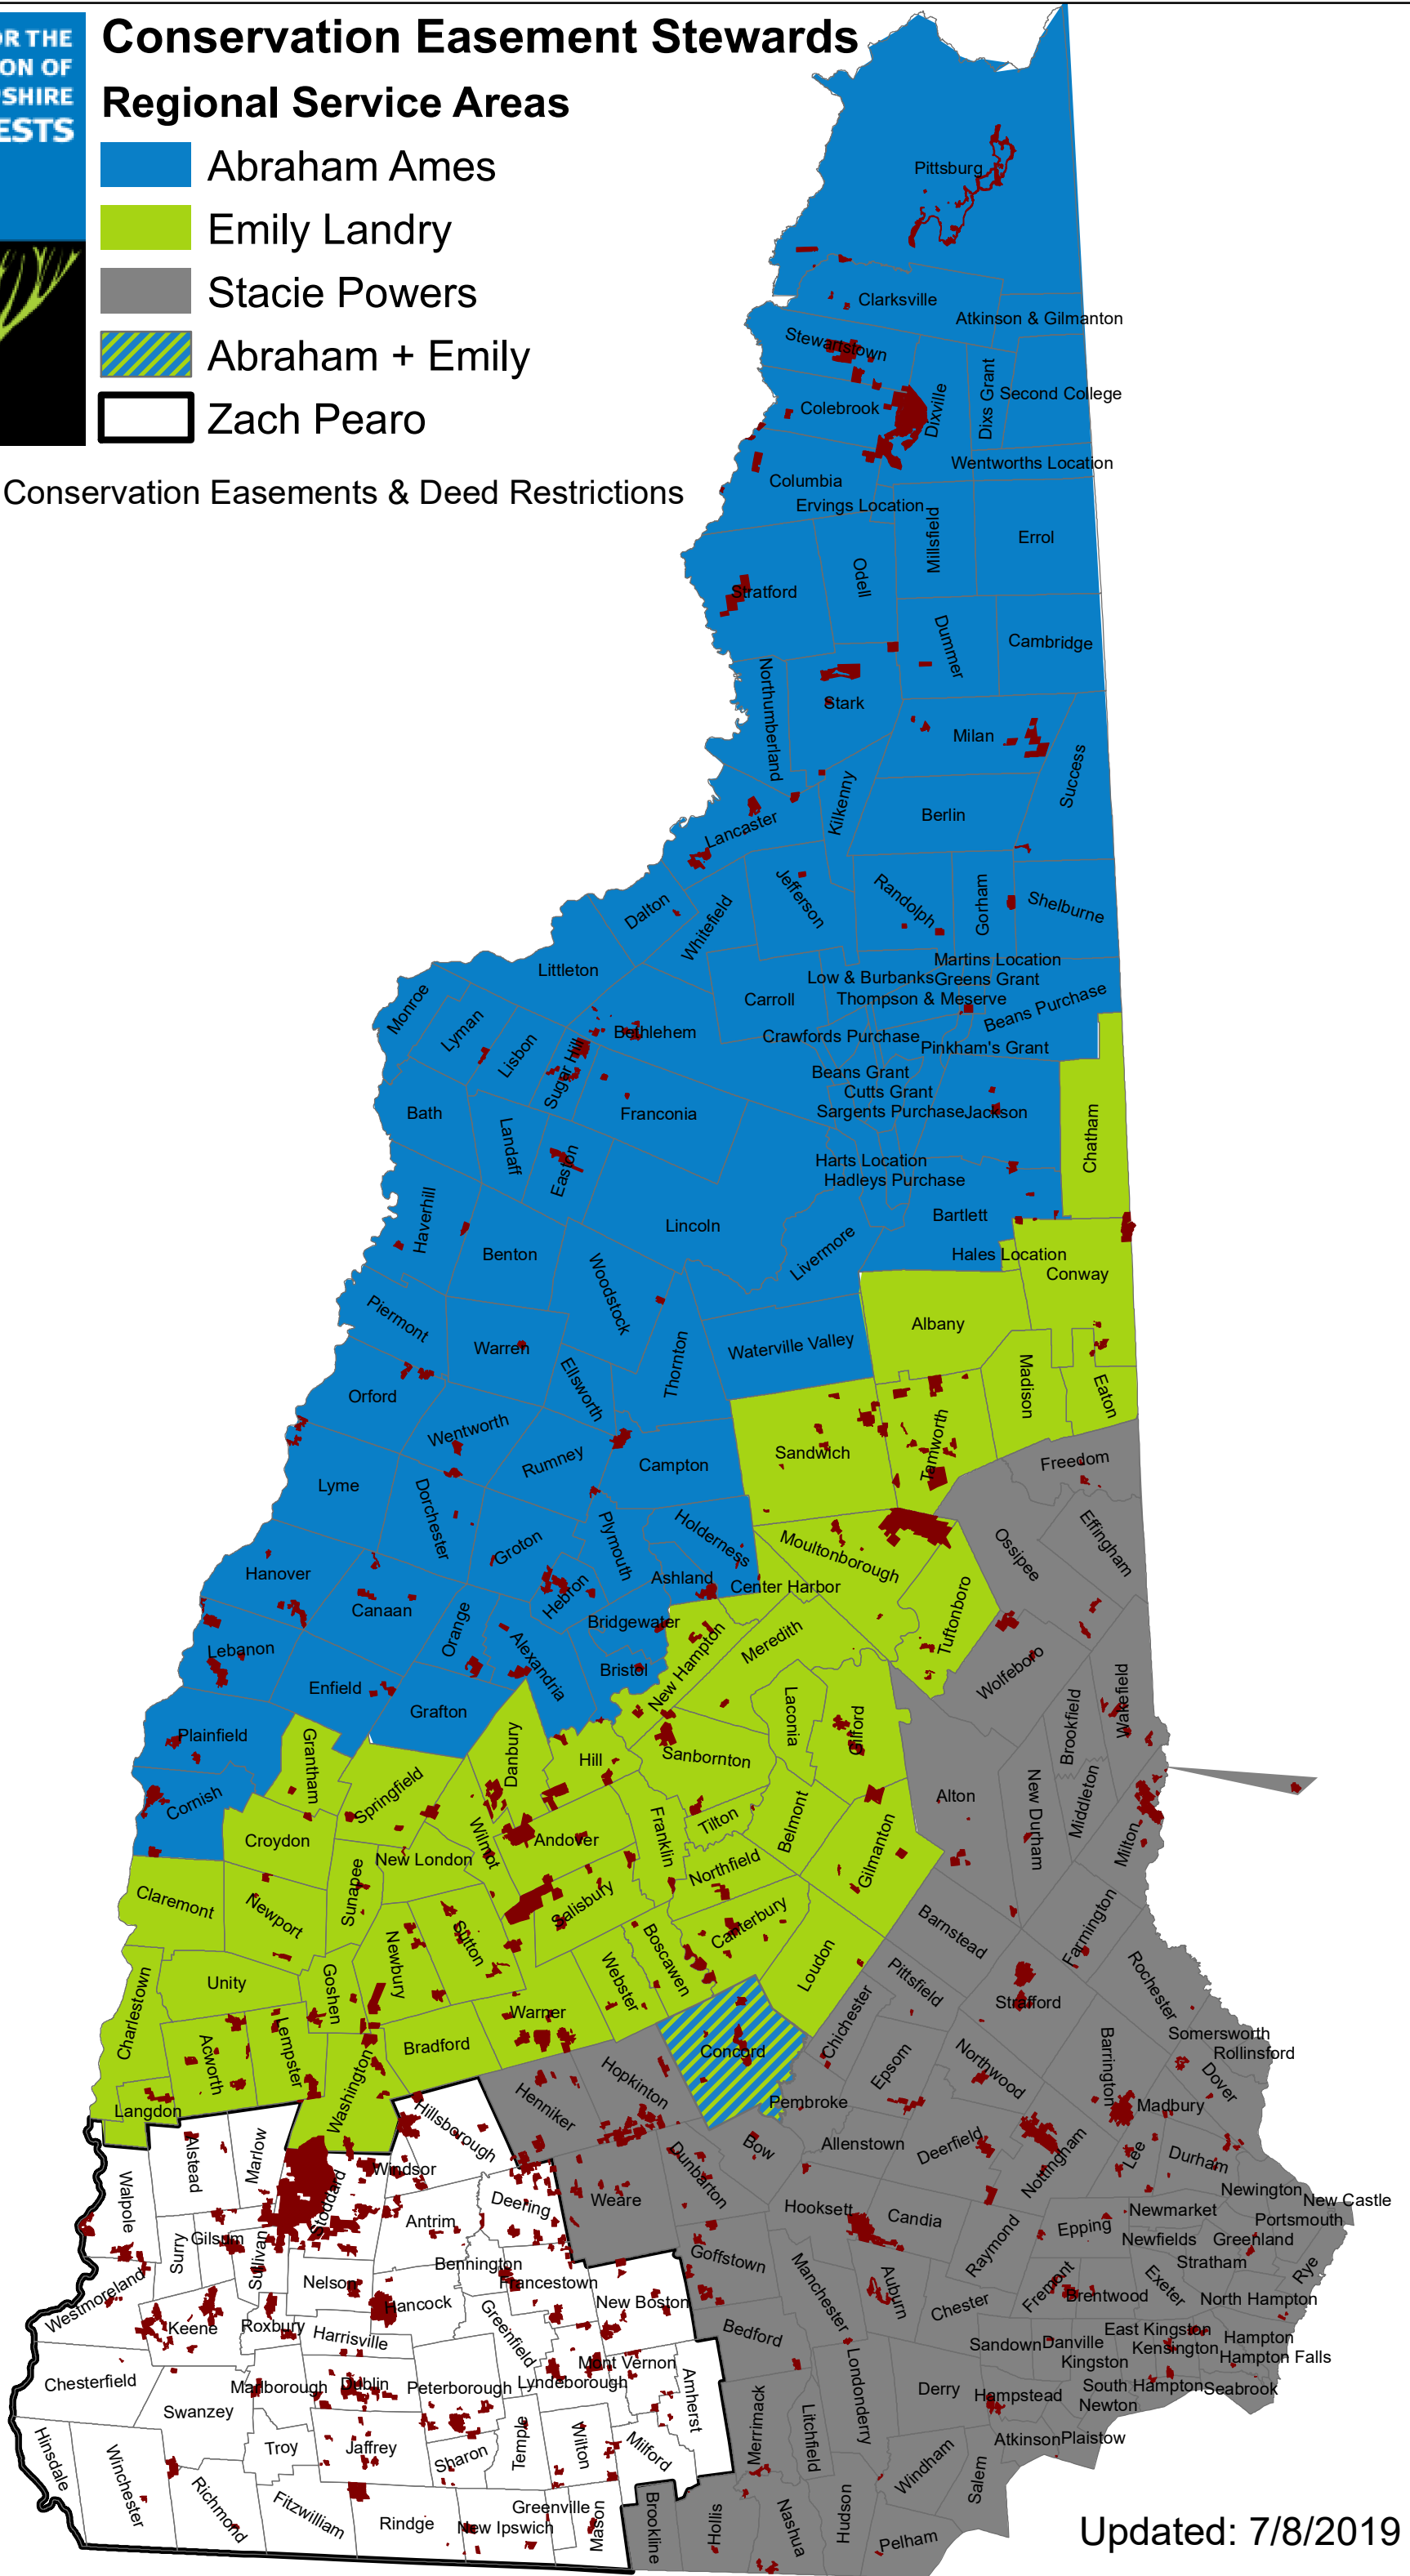 OR THE
ON OF
PSHIRE
ESTS
Conservation Easement Stewards
Regional Service Areas
Abraham Ames
Emily Landry
Stacie Powers
Abraham + Emily
Zach Pearo
Conservation Easements & Deed Restrictions
Pittsburg
Clarksville
Atkinson & Gilmanton
Stewartstown
Dixville
Dixs Grant
Second College
Colebrook
Wentworths Location
Columbia
Ervings Location
Millsfield
Errol
Odell
Stratford
Dummer
Cambridge
Northumberland
Stark
Milan
Success
Kilkenny
Berlin
Lancaster
Jefferson
Randolph
Gorham
Shelburne
Dalton
Whitefield
Littleton
Martins Location
Low & Burbanks
Greens Grant
Carroll
Thompson & Meserve
Beans Purchase
Monroe
Lyman
Lisbon
Sugar Hill
Bethlehem
Crawfords Purchase
Pinkham's Grant
Beans Grant
Cutts Grant
Sargents Purchase
Jackson
Bath
Landaff
Franconia
Easton
Chatham
Harts Location
Hadleys Purchase
Haverhill
Lincoln
Bartlett
Benton
Livermore
Hales Location
Conway
Woodstock
Piermont
Albany
Warren
Waterville Valley
Thornton
Ellsworth
Madison
Eaton
Orford
Wentworth
Rumney
Sandwich
Tamworth
Campton
Freedom
Lyme
Dorchester
Groton
Plymouth
Holderness
Moultonborough
Ossipee
Effingham
Hanover
Ashland
Center Harbor
Canaan
Hebron
Orange
Bridgewater
Tuftonboro
Lebanon
Alexandria
Meredith
New Hampton
Bristol
Wolfeboro
Enfield
Grafton
Laconia
Gilford
Brookfield
Wakefield
Plainfield
Grantham
Danbury
Hill
Sanbornton
Springfield
Cornish
Alton
New Durham
Middleton
Milton
Croydon
Wilmot
Andover
Franklin
Tilton
Belmont
Gilmanton
New London
Northfield
Claremont
Newport
Sunapee
Salisbury
Canterbury
Barnstead
Farmington
Sutton
Newbury
Boscawen
Webster
Loudon
Pittsfield
Rochester
Unity
Goshen
Charlestown
Warner
Strafford
Chichester
Acworth
Lempster
Bradford
Concord
Somersworth
Rollinsford
Barrington
Epsom
Northwood
Dover
Washington
Hopkinton
Henniker
Pembroke
Madbury
Langdon
Hillsborough
Bow
Allenstown
Deerfield
Nottingham
Lee
Durham
Alstead
Marlow
Windsor
Dunbarton
Walpole
Stoddard
Deering
Weare
Newington
New Castle
Hooksett
Candia
Newmarket
Portsmouth
Antrim
Epping
Surry
Gilsum
Sullivan
Newfields
Greenland
Raymond
Bennington
Goffstown
Stratham
Rye
Nelson
Francestown
Westmoreland
Manchester
Auburn
Fremont
Brentwood
Exeter
North Hampton
New Boston
Hancock
Chester
Keene
Roxbury
Harrisville
Greenfield
Bedford
East Kingston
Hampton
Sandown
Danville
Kensington
Hampton Falls
Kingston
Mont Vernon
Lyndeborough
Chesterfield
Marlborough
Dublin
Peterborough
Amherst
Londonderry
Derry
Hampstead
South Hampton
Seabrook
Newton
Swanzey
Merrimack
Litchfield
Atkinson
Plaistow
Hinsdale
Winchester
Troy
Jaffrey
Sharon
Temple
Wilton
Milford
Windham
Salem
Richmond
Fitzwilliam
Rindge
Greenville
New Ipswich
Mason
Brookline
Hollis
Nashua
Hudson
Pelham
Updated: 7/8/2019